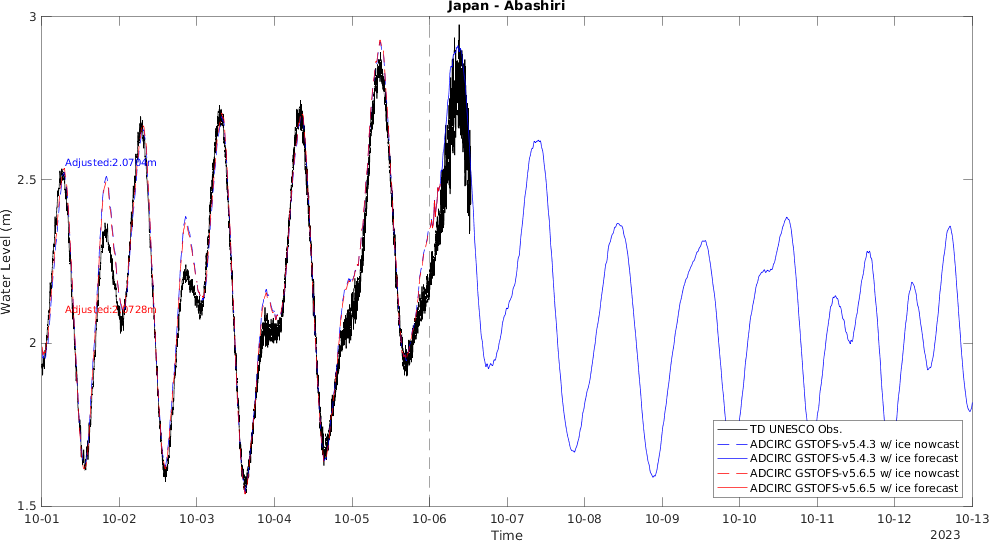 Japan - Abashiri
3
2.5
2
1.5
Water Level (m)
Adjusted:2.0704m
Adjusted:2.0728m
TD UNESCO Obs.
ADCIRC GSTOFS-v5.4.3 w/ ice nowcast
ADCIRC GSTOFS-v5.4.3 w/ ice forecast
ADCIRC GSTOFS-v5.6.5 w/ ice nowcast
ADCIRC GSTOFS-v5.6.5 w/ ice forecast
10-01 10-02 10-03 10-04 10-05 10-06 10-07 10-08 10-09 10-10 10-11 10-12 10-13
Time
2023